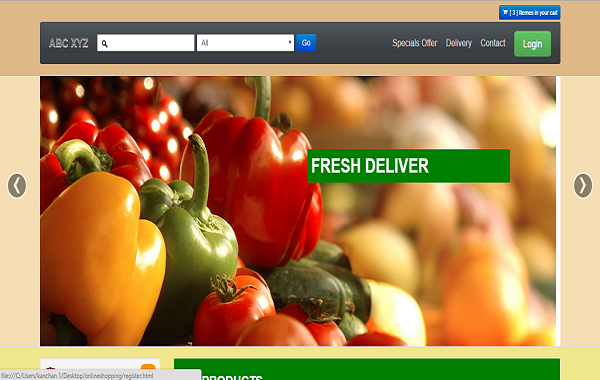 [ 3 ] Itemes in your cart
ABC XYZ
All
Go
Specials Offer
Delivery
Contact
Login
FRESH DELIVER
file:///C:/Users/kanchan 1/Desktop/onlineshopping/register.html
PRODUCTS